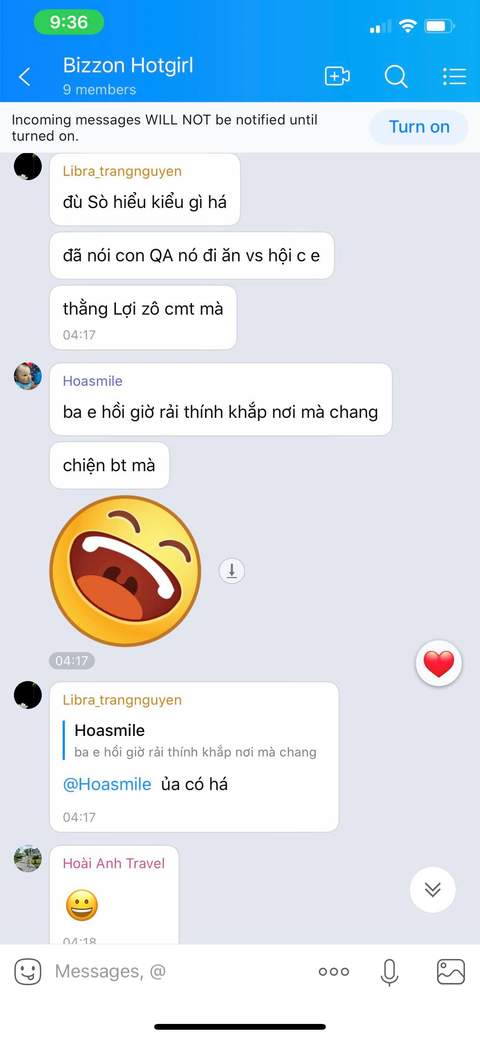 9:36
Bizzon Hotgirl
9 members
Incoming messages WILL NOT be notified until
turned on.
Turn on
Libra_trangnguyen
đù Sò hiểu kiểu gì há
đã nói con QA nó đi ăn vs hội c e
thằng Lợi zô cmt mà
04:17
Hoasmile
ba e hồi giờ rải thính khắp nơi mà chang
chiện bt mà
04:17
Libra_trangnguyen
Hoasmile
ba e hồi giờ rải thính khắp nơi mà chang
@Hoasmile ủa có há
04:17
Hoài Anh Travel
04:18
Messages, @